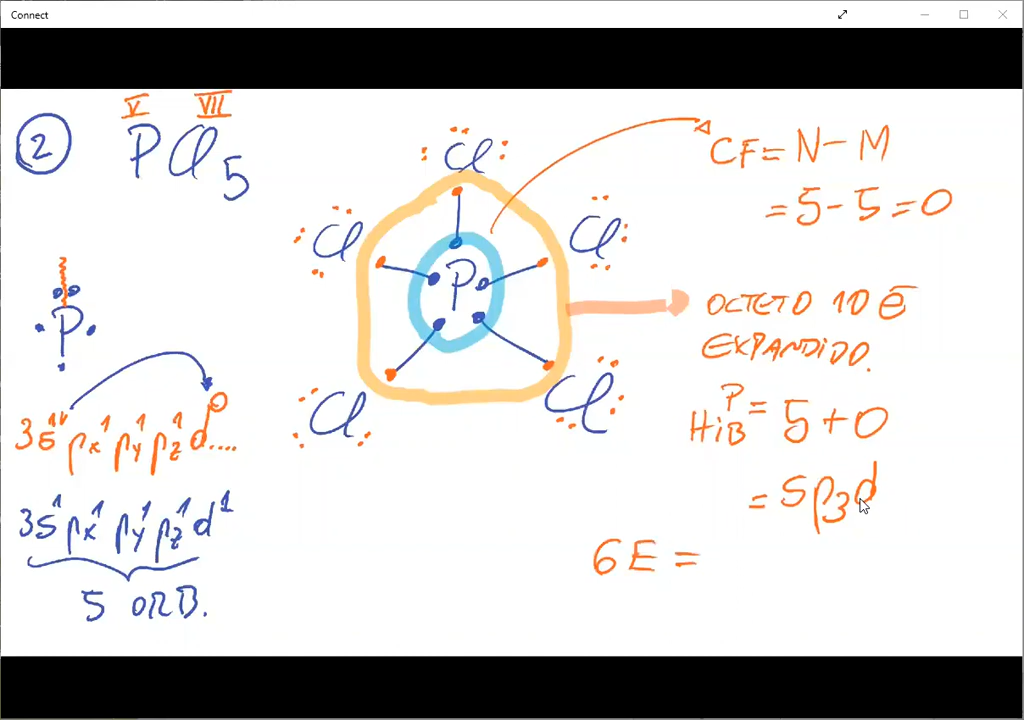 Connect
2
V VII
PCl5
Cl
Cl
Cl
P
Cl
Cl
CF = N - M
= 5 - 5 = 0
OCTETO 10 ē
EXPANDIDO.
HiB P = 5 + 0
= sp3d
6E =
P
3s px1 py1 pz1 d0....
3s1 px1 py1 pz1 d1
5 ORB.